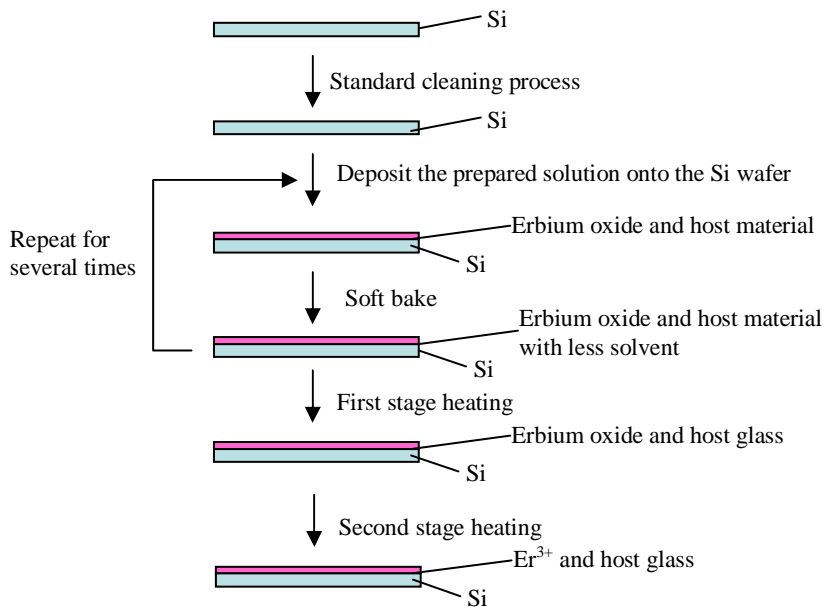 Si
Standard cleaning process
Si
Deposit the prepared solution onto the Si wafer
Repeat for
several times
Erbium oxide and host material
Si
Soft bake
Erbium oxide and host material
with less solvent
Si
First stage heating
Erbium oxide and host glass
Si
Second stage heating
Er³⁺ and host glass
Si